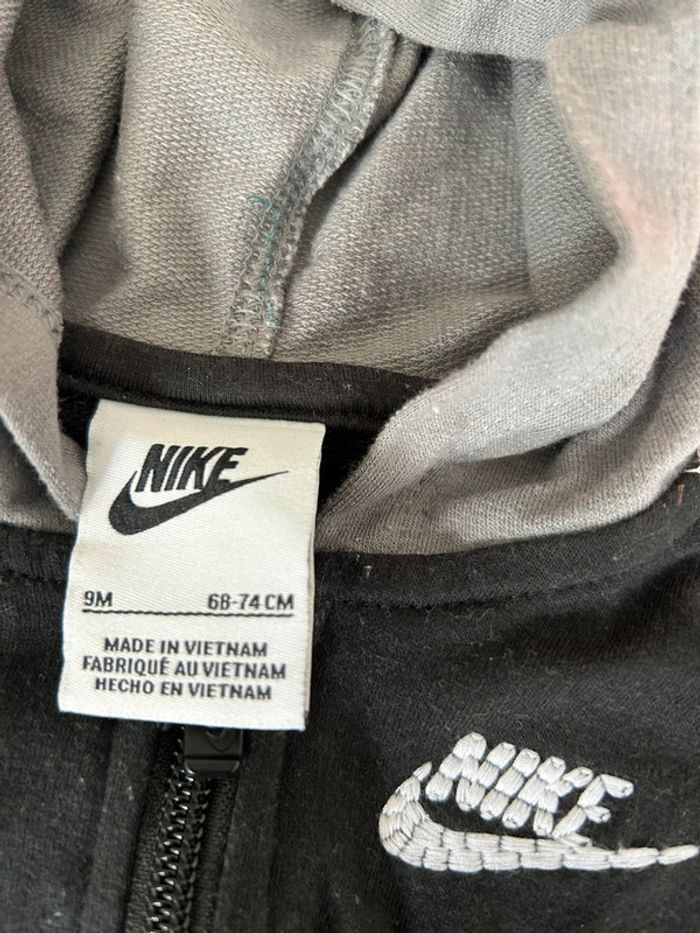 NIKE
9M 68-74 CM
MADE IN VIETNAM
FABRIQUÉ AU VIETNAM
HECHO EN VIETNAM
NIKE